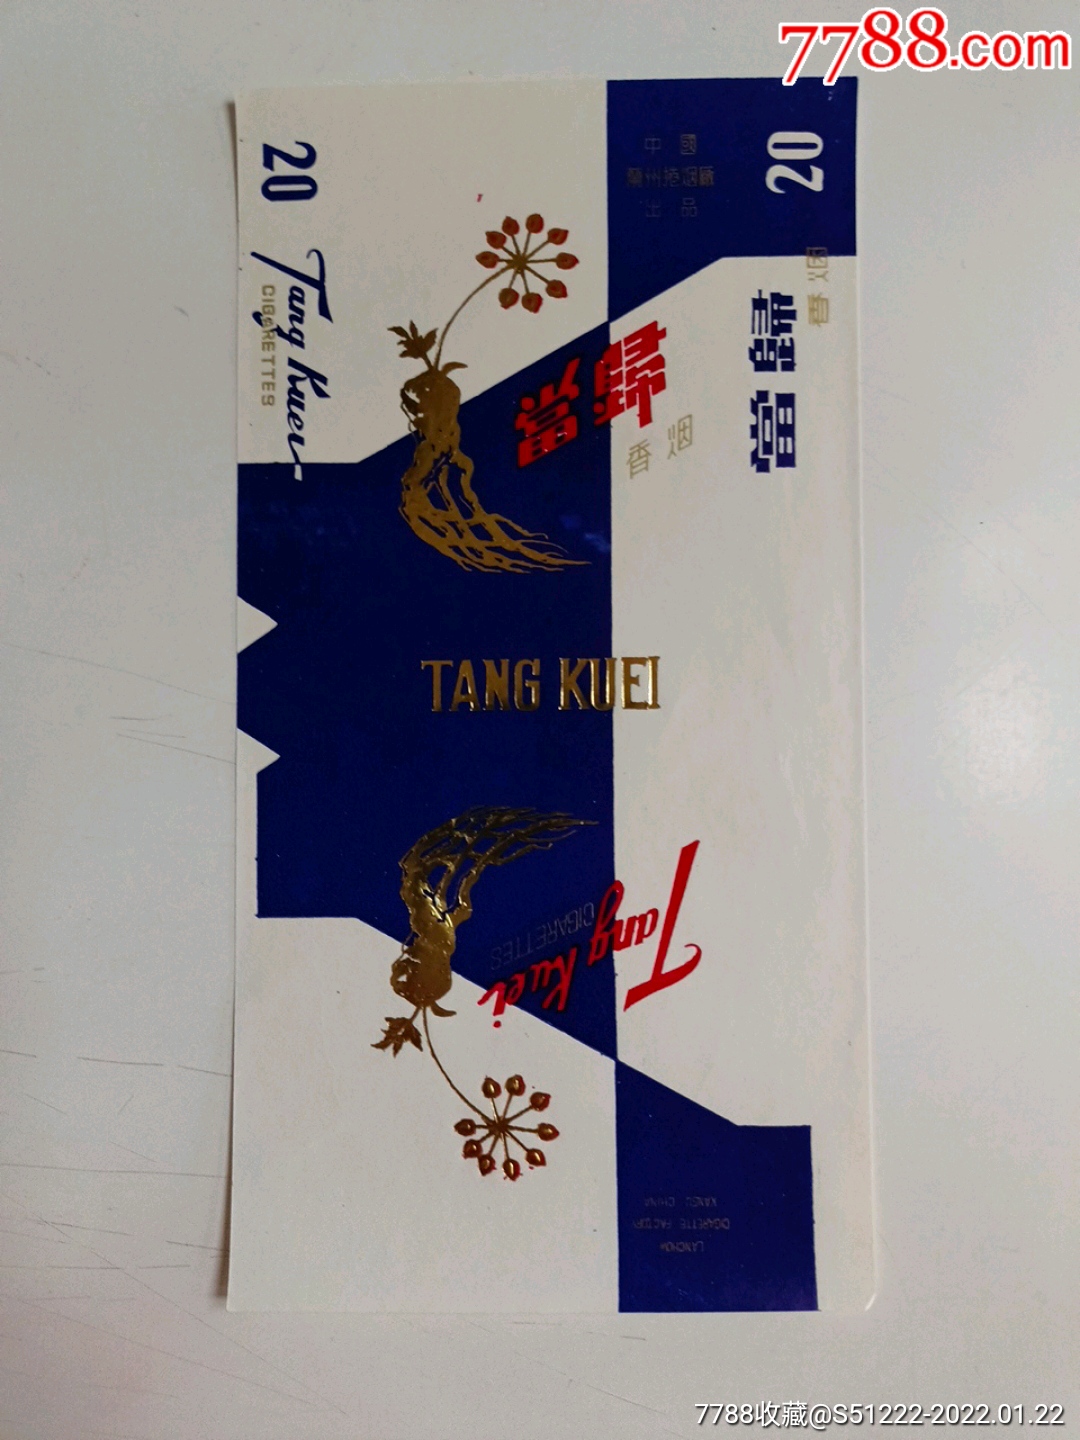 7788.com
20
中國
蘭州捲烟廠
出品
20
Tang Kuei
CIGARETTES
當歸
香烟
當歸
香烟
TANG KUEI
Tang Kuei
CIGARETTES
LANCHOW
CIGARETTE FACTORY
KANSU CHINA
7788收藏@S51222-2022.01.22